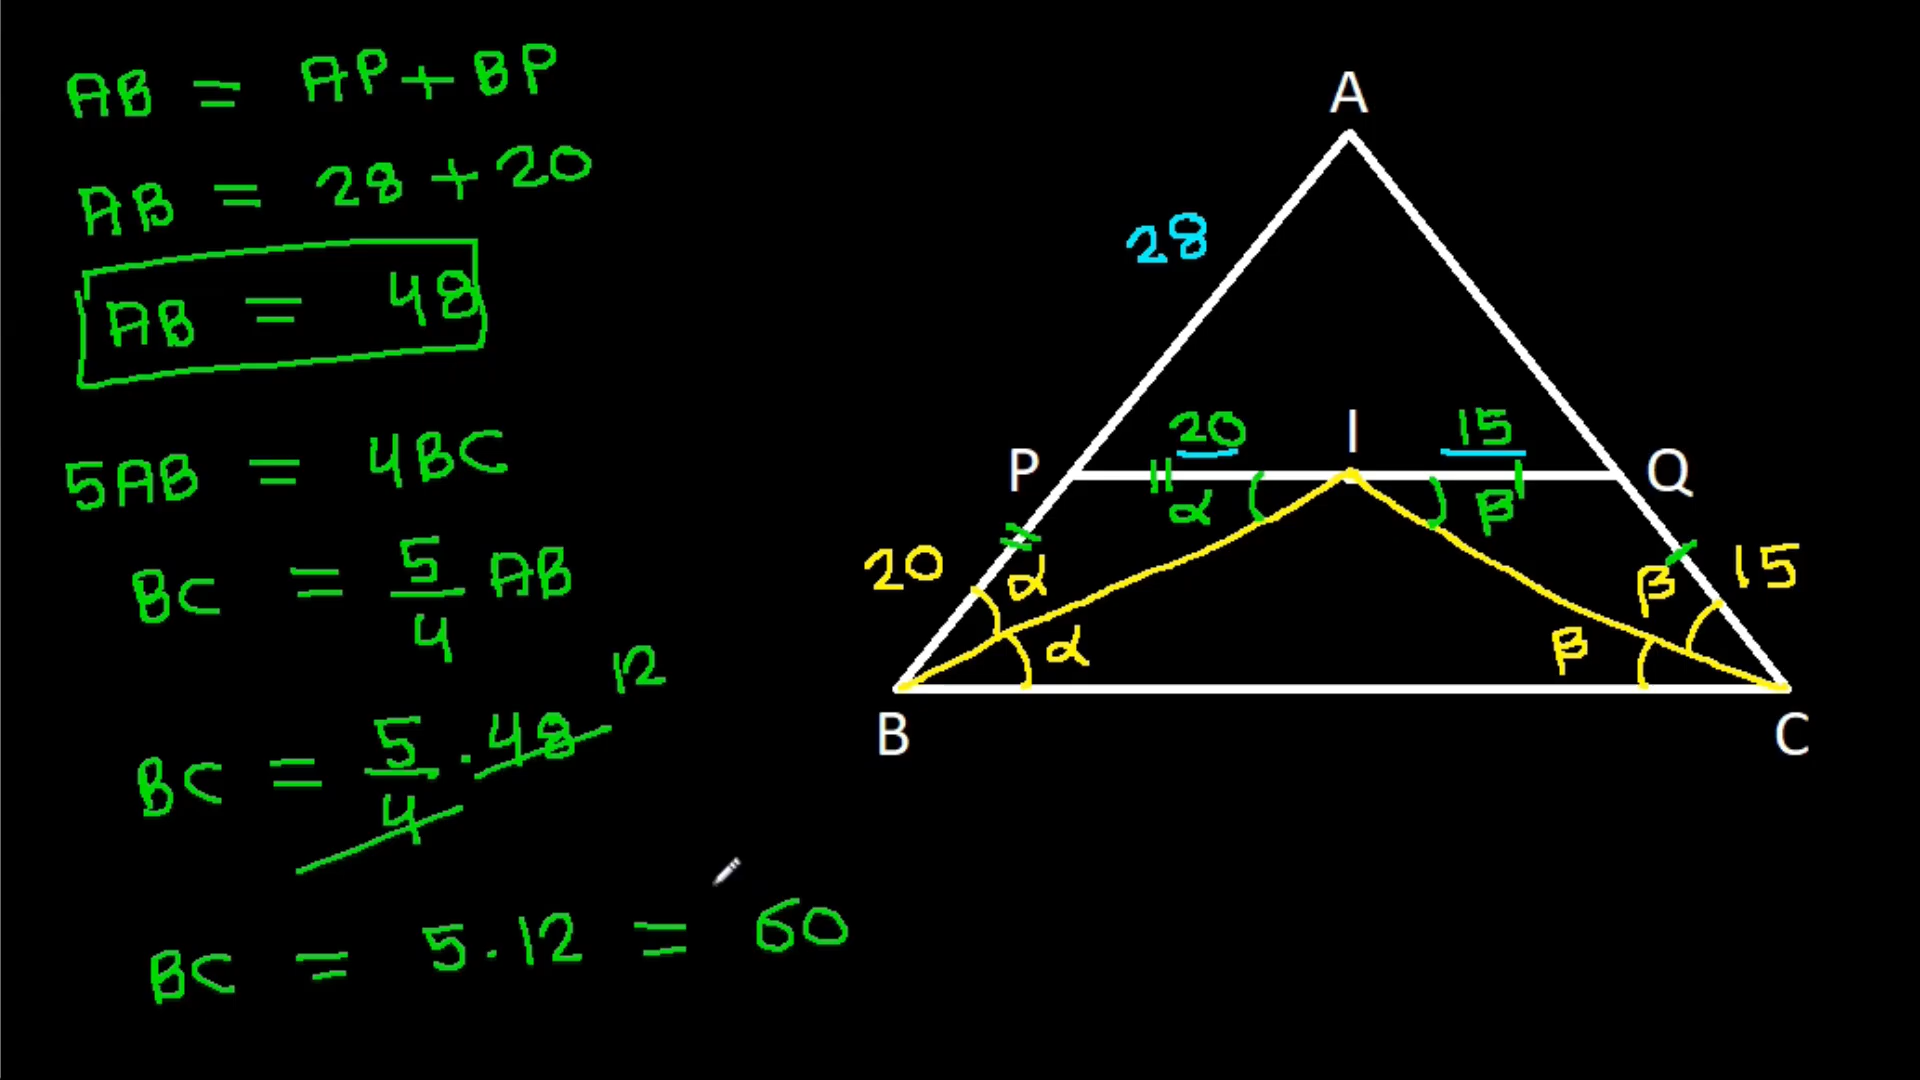 AB = AP + BP
AB = 28 + 20
AB = 48
5AB = 4BC
BC = 5/4 AB
12
BC = 5/4 . 48
BC = 5 . 12 = 60
A
28
20 I 15
P Q
α β
20 α β 15
α β
B C